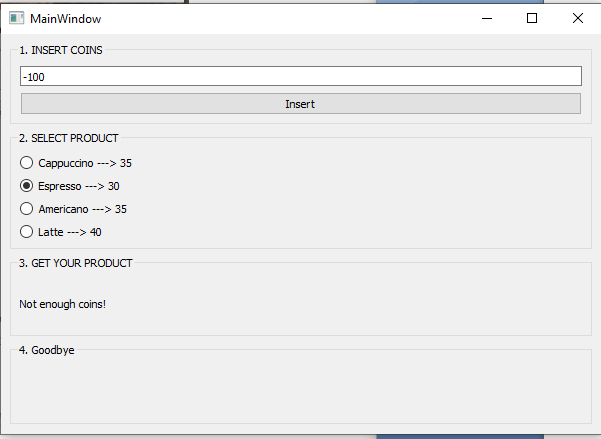 MainWindow
1. INSERT COINS
-100
Insert
2. SELECT PRODUCT
Cappuccino ---> 35
Espresso ---> 30
Americano ---> 35
Latte ---> 40
3. GET YOUR PRODUCT
Not enough coins!
4. Goodbye